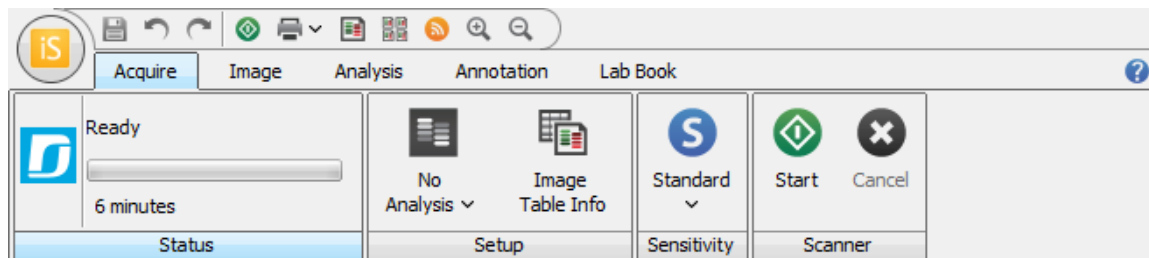 iS
Acquire Image Analysis Annotation Lab Book ?
Ready
6 minutes
No
Analysis
Image
Table Info
S
Standard
Start Cancel
Status Setup Sensitivity Scanner